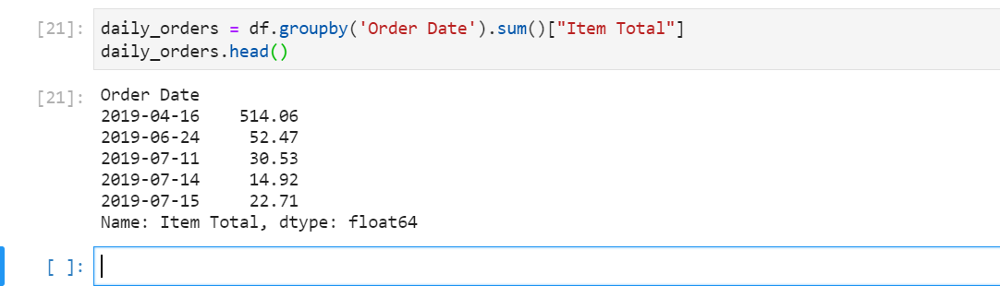 [21]: daily_orders = df.groupby('Order Date').sum()["Item Total"]
daily_orders.head()
[21]: Order Date
2019-04-16    514.06
2019-06-24     52.47
2019-07-11     30.53
2019-07-14     14.92
2019-07-15     22.71
Name: Item Total, dtype: float64
[ ]: